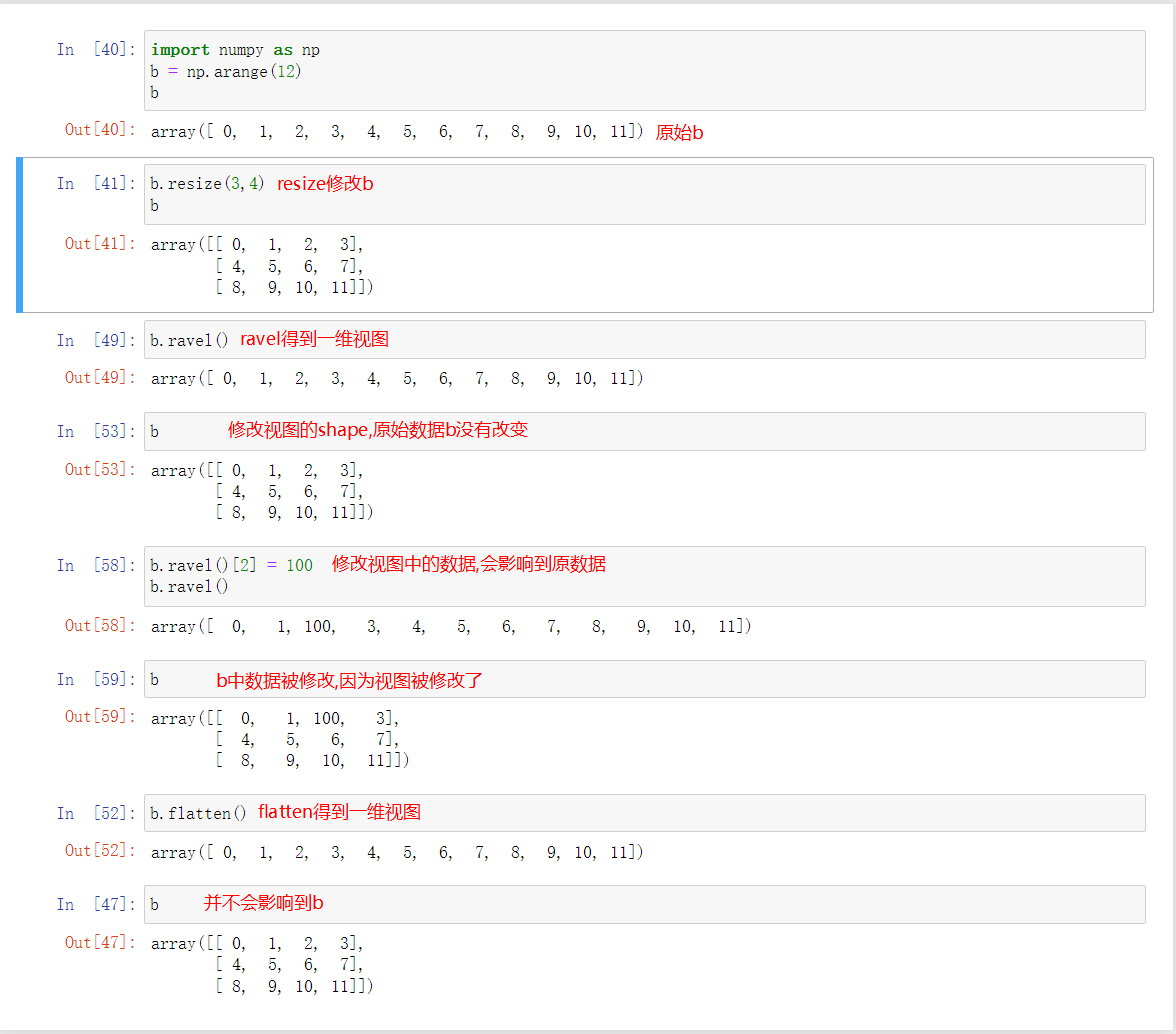 In [40]: import numpy as np
b = np.arange(12)
b
Out[40]: array([ 0, 1, 2, 3, 4, 5, 6, 7, 8, 9, 10, 11]) 原始b
In [41]: b.resize(3,4) resize修改b
b
Out[41]: array([[ 0, 1, 2, 3],
[ 4, 5, 6, 7],
[ 8, 9, 10, 11]])
In [49]: b.ravel() ravel得到一维视图
Out[49]: array([ 0, 1, 2, 3, 4, 5, 6, 7, 8, 9, 10, 11])
In [53]: b 修改视图的shape,原始数据b没有改变
Out[53]: array([[ 0, 1, 2, 3],
[ 4, 5, 6, 7],
[ 8, 9, 10, 11]])
In [58]: b.ravel()[2] = 100 修改视图中的数据,会影响到原数据
b.ravel()
Out[58]: array([ 0, 1, 100, 3, 4, 5, 6, 7, 8, 9, 10, 11])
In [59]: b b中数据被修改,因为视图被修改了
Out[59]: array([[ 0, 1, 100, 3],
[ 4, 5, 6, 7],
[ 8, 9, 10, 11]])
In [52]: b.flatten() flatten得到一维视图
Out[52]: array([ 0, 1, 2, 3, 4, 5, 6, 7, 8, 9, 10, 11])
In [47]: b 并不会影响到b
Out[47]: array([[ 0, 1, 2, 3],
[ 4, 5, 6, 7],
[ 8, 9, 10, 11]])